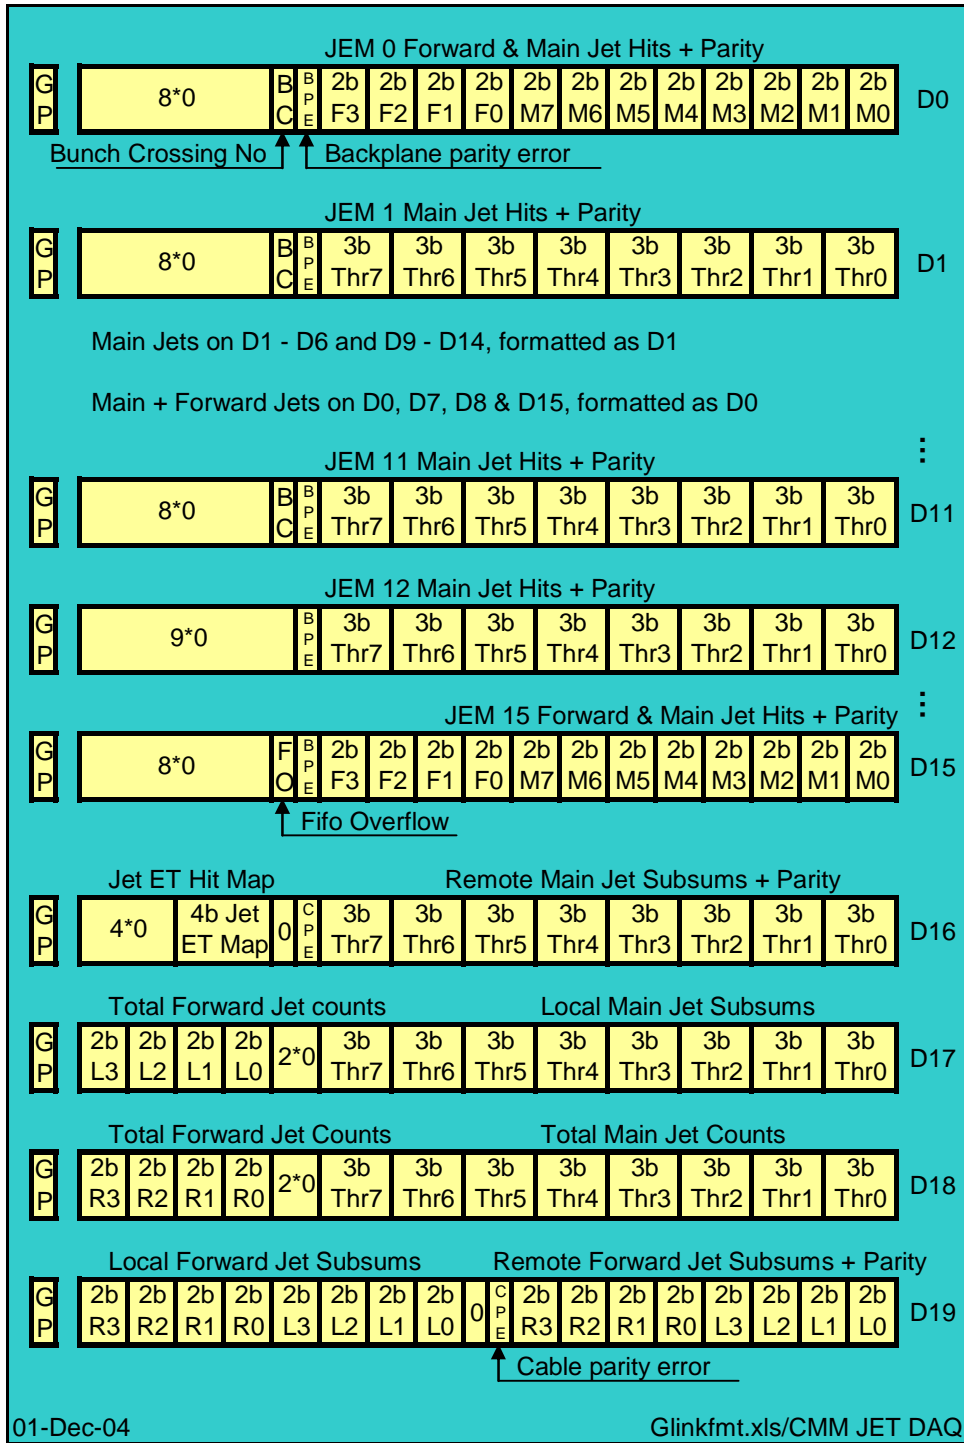 JEM 0 Forward & Main Jet Hits + Parity
G P 8*0 B C B P E 2b F3 2b F2 2b F1 2b F0 2b M7 2b M6 2b M5 2b M4 2b M3 2b M2 2b M1 2b M0 D0
Bunch Crossing No Backplane parity error
JEM 1 Main Jet Hits + Parity
G P 8*0 B C B P E 3b Thr7 3b Thr6 3b Thr5 3b Thr4 3b Thr3 3b Thr2 3b Thr1 3b Thr0 D1
Main Jets on D1 - D6 and D9 - D14, formatted as D1
Main + Forward Jets on D0, D7, D8 & D15, formatted as D0
...
JEM 11 Main Jet Hits + Parity
G P 8*0 B C B P E 3b Thr7 3b Thr6 3b Thr5 3b Thr4 3b Thr3 3b Thr2 3b Thr1 3b Thr0 D11
JEM 12 Main Jet Hits + Parity
G P 9*0 B P E 3b Thr7 3b Thr6 3b Thr5 3b Thr4 3b Thr3 3b Thr2 3b Thr1 3b Thr0 D12
...
JEM 15 Forward & Main Jet Hits + Parity
G P 8*0 F O B P E 2b F3 2b F2 2b F1 2b F0 2b M7 2b M6 2b M5 2b M4 2b M3 2b M2 2b M1 2b M0 D15
Fifo Overflow
Jet ET Hit Map Remote Main Jet Subsums + Parity
G P 4*0 4b Jet ET Map 0 C P E 3b Thr7 3b Thr6 3b Thr5 3b Thr4 3b Thr3 3b Thr2 3b Thr1 3b Thr0 D16
Total Forward Jet counts Local Main Jet Subsums
G P 2b L3 2b L2 2b L1 2b L0 2*0 3b Thr7 3b Thr6 3b Thr5 3b Thr4 3b Thr3 3b Thr2 3b Thr1 3b Thr0 D17
Total Forward Jet Counts Total Main Jet Counts
G P 2b R3 2b R2 2b R1 2b R0 2*0 3b Thr7 3b Thr6 3b Thr5 3b Thr4 3b Thr3 3b Thr2 3b Thr1 3b Thr0 D18
Local Forward Jet Subsums Remote Forward Jet Subsums + Parity
G P 2b R3 2b R2 2b R1 2b R0 2b L3 2b L2 2b L1 2b L0 0 C P E 2b R3 2b R2 2b R1 2b R0 2b L3 2b L2 2b L1 2b L0 D19
Cable parity error
01-Dec-04 Glinkfmt.xls/CMM JET DAQ